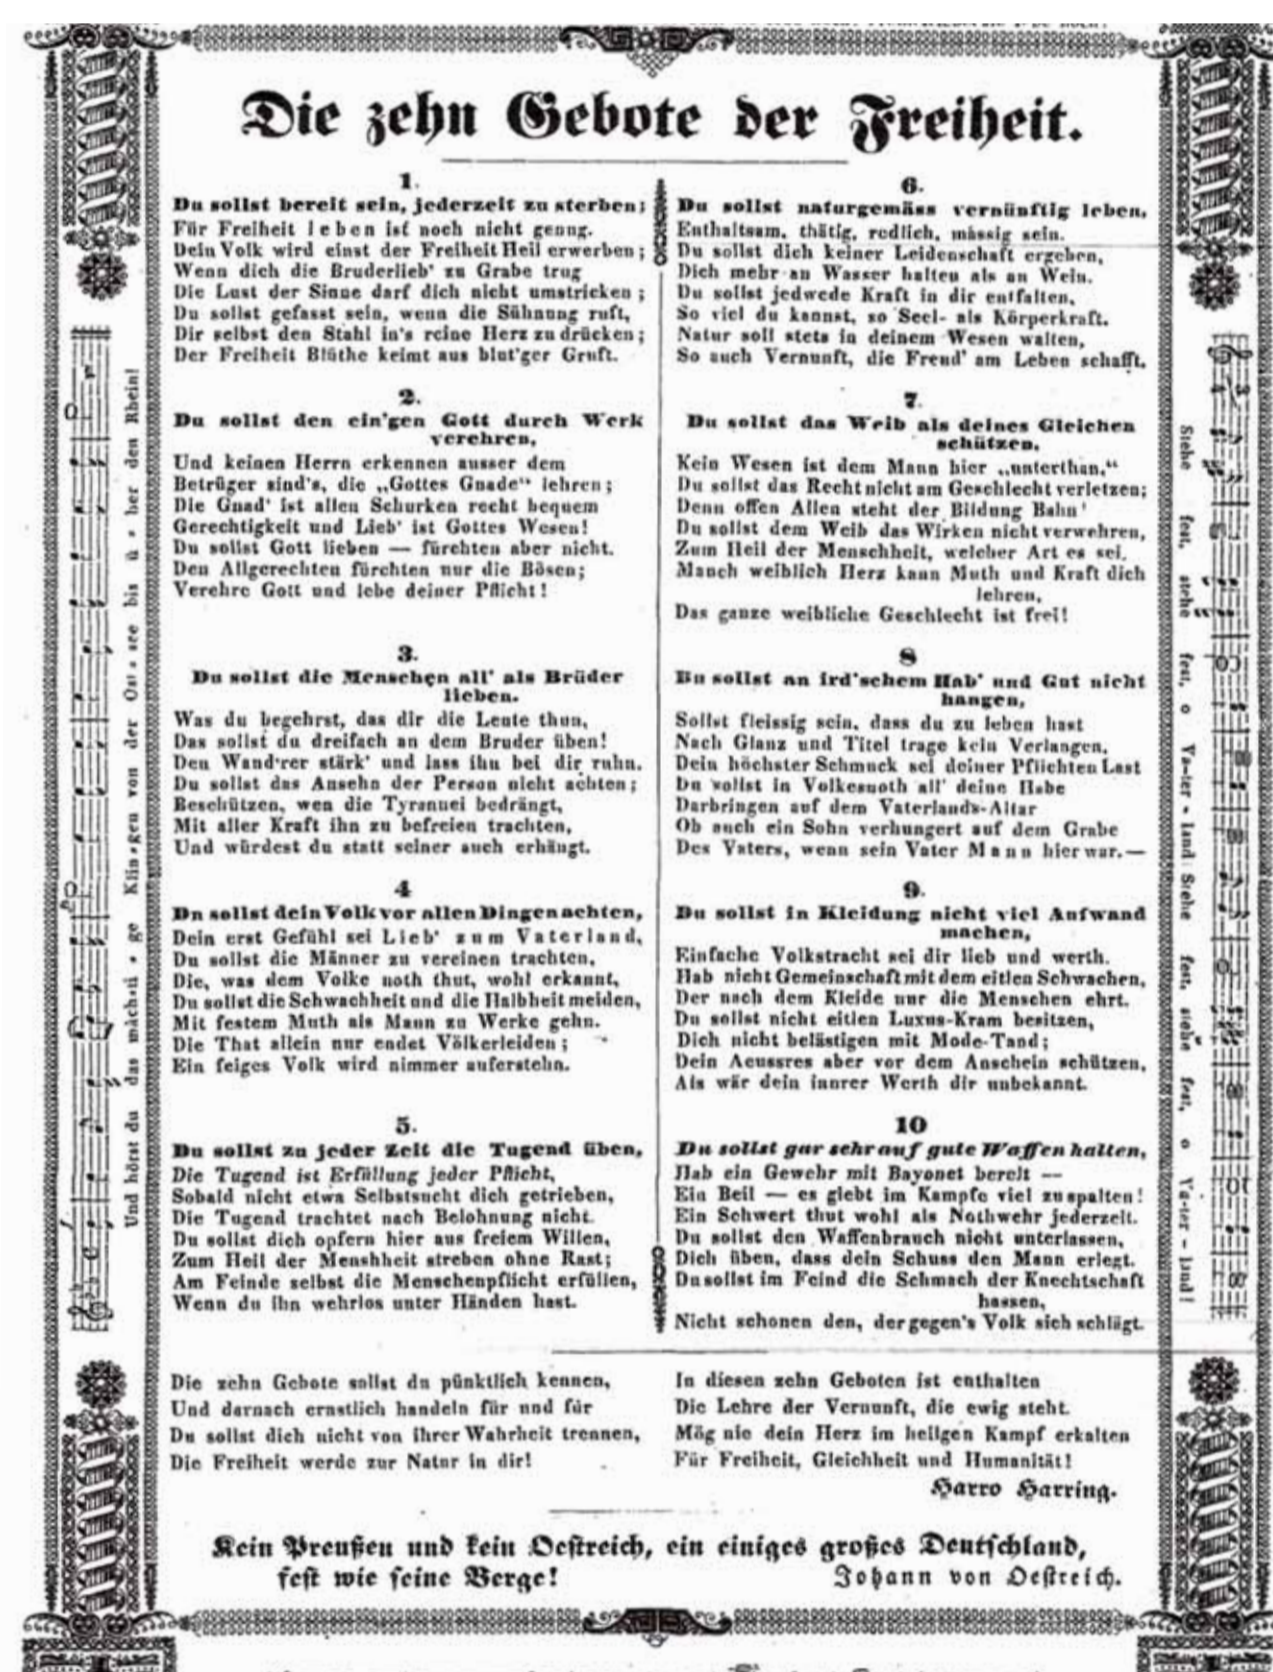 Die zehn Gebote der Freiheit.
1.
Du sollst bereit sein, jederzeit zu sterben;
Für Freiheit leben ist noch nicht genug.
Dein Volk wird einst der Freiheit Heil erwerben;
Wenn dich die Bruderlieb' zu Grabe trug
Die Lust der Sinne darf dich nicht umstricken;
Du sollst gefasst sein, wenn die Sühnung ruft,
Dir selbst den Stahl in's reine Herz zu drücken;
Der Freiheit Blüthe keimt aus blut'ger Gruft.
2.
Du sollst den ein'gen Gott durch Werk
verehren,
Und keinen Herrn erkennen ausser dem
Betrüger sind's, die „Gottes Gnade" lehren;
Die Gnad' ist allen Schurken recht bequem
Gerechtigkeit und Lieb' ist Gottes Wesen!
Du sollst Gott lieben — fürchten aber nicht.
Den Allgerechten fürchten nur die Bösen;
Verehre Gott und lebe deiner Pflicht!
3.
Du sollst die Menschen all' als Brüder
lieben.
Was du begehrst, das dir die Leute thun,
Das sollst du dreifach an dem Bruder üben!
Den Wand'rer stärk' und lass ihn bei dir ruhn.
Du sollst das Ansehn der Person nicht achten;
Beschützen, wen die Tyrannei bedrängt,
Mit aller Kraft ihn zu befreien trachten,
Und würdest du statt seiner auch erhängt.
4
Du sollst dein Volk vor allen Dingen achten,
Dein erst Gefühl sei Lieb' zum Vaterland,
Du sollst die Männer zu vereinen trachten,
Die, was dem Volke noth thut, wohl erkannt,
Du sollst die Schwachheit und die Halbheit meiden,
Mit festem Muth als Mann zu Werke gehn.
Die That allein nur endet Völkerleiden;
Ein feiges Volk wird nimmer auferstehn.
5.
Du sollst zu jeder Zeit die Tugend üben,
Die Tugend ist Erfüllung jeder Pflicht,
Sobald nicht etwa Selbstsucht dich getrieben,
Die Tugend trachtet nach Belohnung nicht.
Du sollst dich opfern hier aus freiem Willen,
Zum Heil der Menshheit streben ohne Rast;
Am Feinde selbst die Menschenpflicht erfüllen,
Wenn du ihn wehrlos unter Händen hast.
6.
Du sollst naturgemäss vernünftig leben,
Enthaltsam, thätig, redlich, mässig sein.
Du sollst dich keiner Leidenschaft ergeben,
Dich mehr an Wasser halten als an Wein.
Du sollst jedwede Kraft in dir entfalten,
So viel du kannst, so Seel- als Körperkraft.
Natur soll stets in deinem Wesen walten,
So auch Vernunft, die Freud' am Leben schafft.
7.
Du sollst das Weib als deines Gleichen
schützen,
Kein Wesen ist dem Mann hier „unterthan."
Du sollst das Recht nicht am Geschlecht verletzen;
Denn offen Allen steht der Bildung Bahn!
Du sollst dem Weib das Wirken nicht verwehren,
Zum Heil der Menschheit, welcher Art es sei,
Manch weiblich Herz kann Muth und Kraft dich
lehren,
Das ganze weibliche Geschlecht ist frei!
8
Du sollst an ird'schem Hab' und Gut nicht
hangen,
Sollst fleissig sein, dass du zu leben hast
Nach Glanz und Titel trage kein Verlangen,
Dein höchster Schmuck sei deiner Pflichten Last
Du sollst in Volkesnoth all' deine Habe
Darbringen auf dem Vaterlands-Altar
Ob auch ein Sohn verhungert auf dem Grabe
Des Vaters, wenn sein Vater Mann hier war.—
9.
Du sollst in Kleidung nicht viel Aufwand
machen,
Einfache Volkstracht sei dir lieb und werth.
Hab nicht Gemeinschaft mit dem eitlen Schwachen,
Der nach dem Kleide nur die Menschen ehrt.
Du sollst nicht eitlen Luxus-Kram besitzen,
Dich nicht belästigen mit Mode-Tand;
Dein Aeussres aber vor dem Anschein schützen,
Als wär dein innrer Werth dir unbekannt.
10
Du sollst gar sehr auf gute Waffen halten,
Hab ein Gewehr mit Bayonet bereit —
Ein Beil — es giebt im Kampfe viel zu spalten!
Ein Schwert thut wohl als Nothwehr jederzeit.
Du sollst den Waffenbrauch nicht unterlassen,
Dich üben, dass dein Schuss den Mann erlegt.
Du sollst im Feind die Schmach der Knechtschaft
hassen,
Nicht schonen den, der gegen's Volk sich schlägt.
Die zehn Gebote sollst du pünktlich kennen,
Und darnach ernstlich handeln für und für
Du sollst dich nicht von ihrer Wahrheit trennen,
Die Freiheit werde zur Natur in dir!
In diesen zehn Geboten ist enthalten
Die Lehre der Vernunft, die ewig steht.
Mög nie dein Herz im heilgen Kampf erkalten
Für Freiheit, Gleichheit und Humanität!
Harro Harring.
Kein Preußen und kein Oestreich, ein einiges großes Deutschland,
fest wie seine Berge!
Johann von Oestreich.
Und hörst du das mächti-ge Klin-gen von der Ost-see bis ü-ber den Rhein!
Siehe fest, stehe fest, o Va-ter-land Siehe fest, stehe fest, o Va-ter-land!